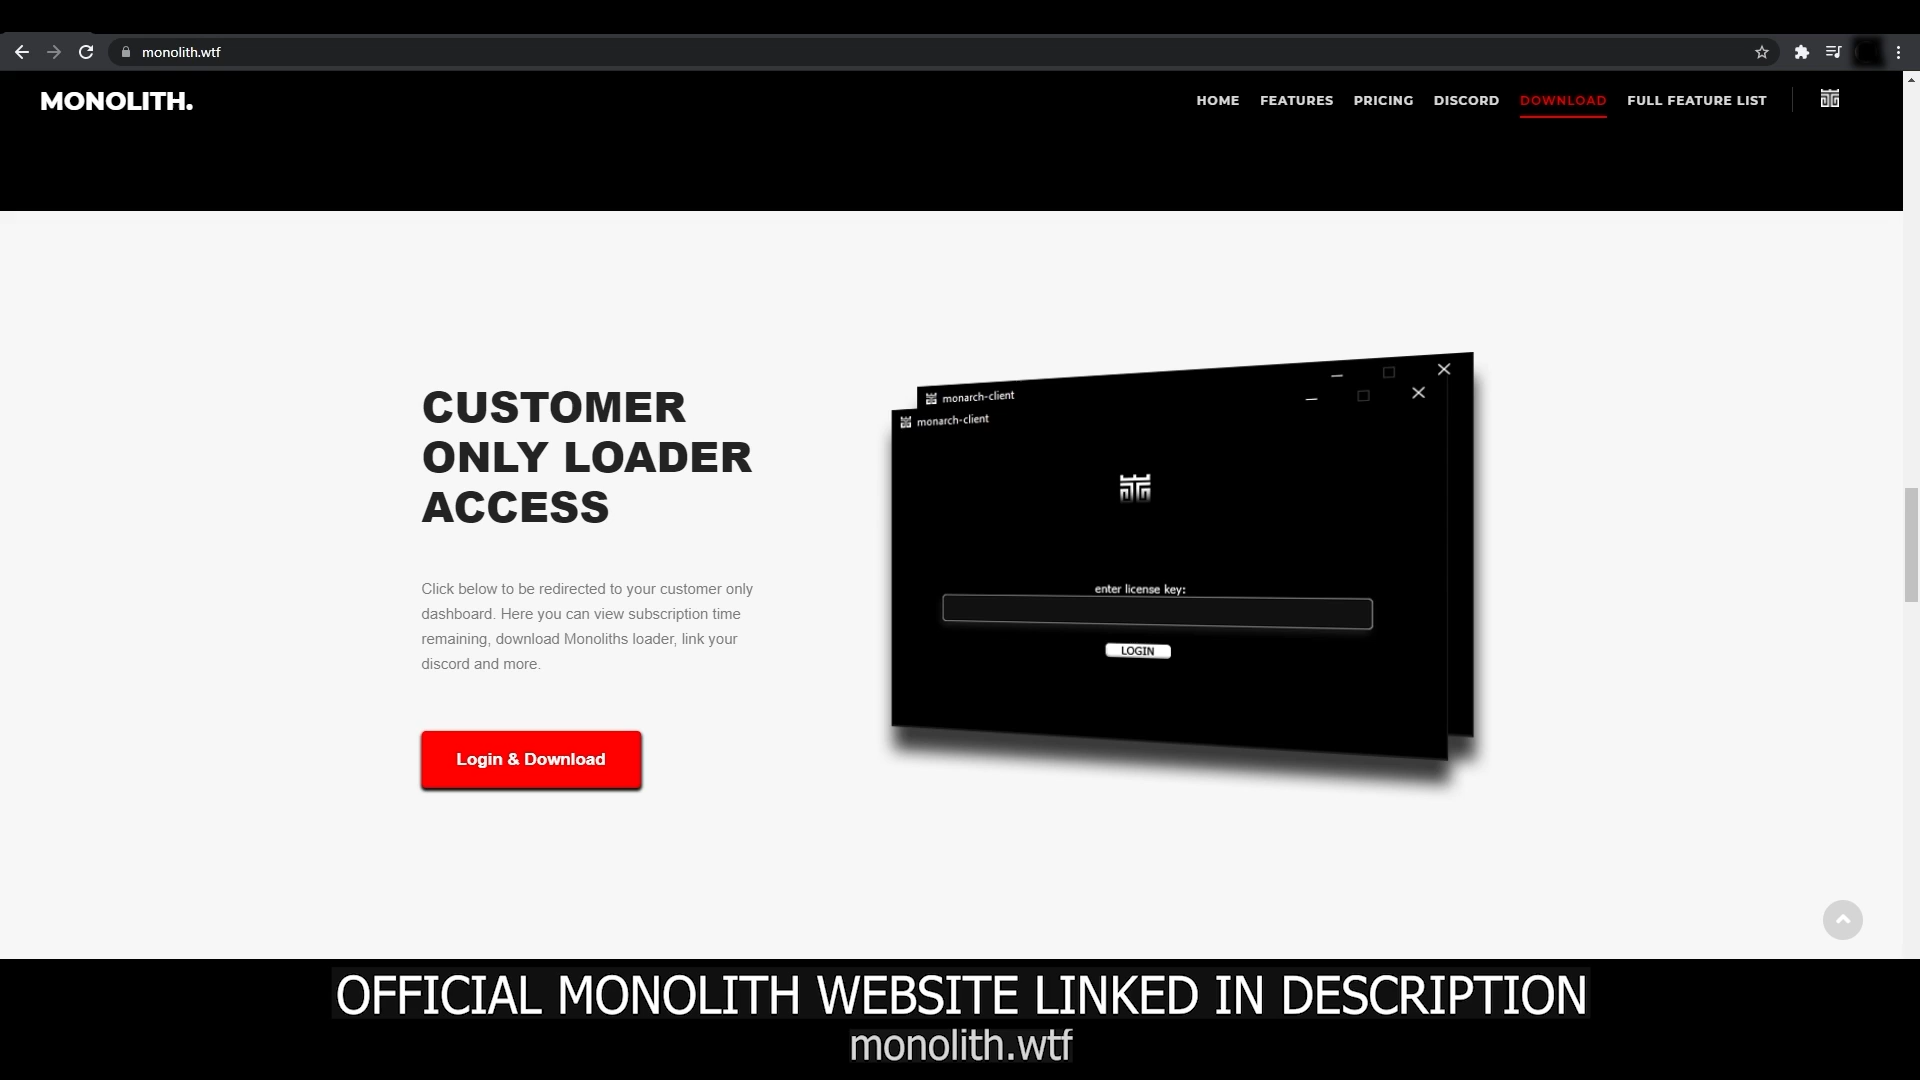 monolith.wtf
MONOLITH.
HOME FEATURES PRICING DISCORD DOWNLOAD FULL FEATURE LIST
CUSTOMER
ONLY LOADER
ACCESS
Click below to be redirected to your customer only
dashboard. Here you can view subscription time
remaining, download Monoliths loader, link your
discord and more.
Login & Download
monarch-client
monarch-client
enter license key:
LOGIN
OFFICIAL MONOLITH WEBSITE LINKED IN DESCRIPTION
monolith.wtf